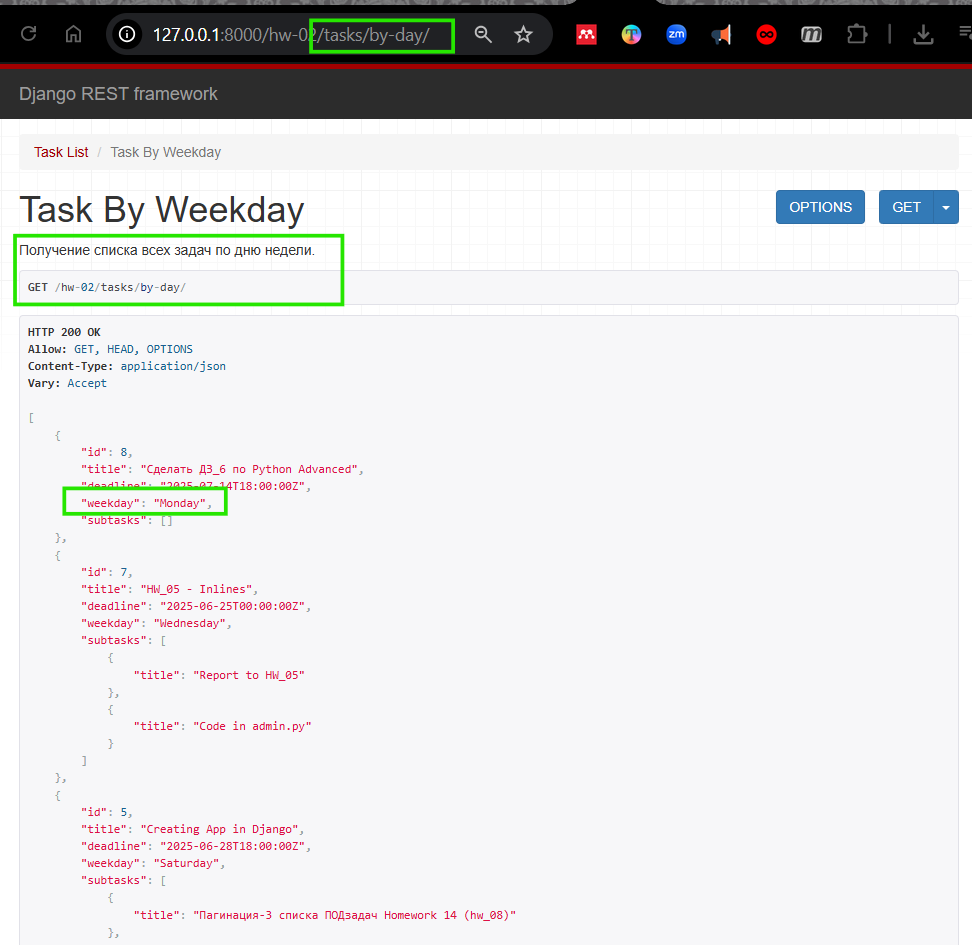 127.0.0.1:8000/hw-02/tasks/by-day/
zm
m
Django REST framework
Task List / Task By Weekday
Task By Weekday
OPTIONS
GET
Получение списка всех задач по дню недели.
GET /hw-02/tasks/by-day/
HTTP 200 OK
Allow: GET, HEAD, OPTIONS
Content-Type: application/json
Vary: Accept
[
{
"id": 8,
"title": "Сделать ДЗ_6 по Python Advanced",
"deadline": "2025-07-14T18:00:00Z",
"weekday": "Monday",
"subtasks": []
},
{
"id": 7,
"title": "HW_05 - Inlines",
"deadline": "2025-06-25T00:00:00Z",
"weekday": "Wednesday",
"subtasks": [
{
"title": "Report to HW_05"
},
{
"title": "Code in admin.py"
}
]
},
{
"id": 5,
"title": "Creating App in Django",
"deadline": "2025-06-28T18:00:00Z",
"weekday": "Saturday",
"subtasks": [
{
"title": "Пагинация-3 списка ПОДзадач Homework 14 (hw_08)"
},